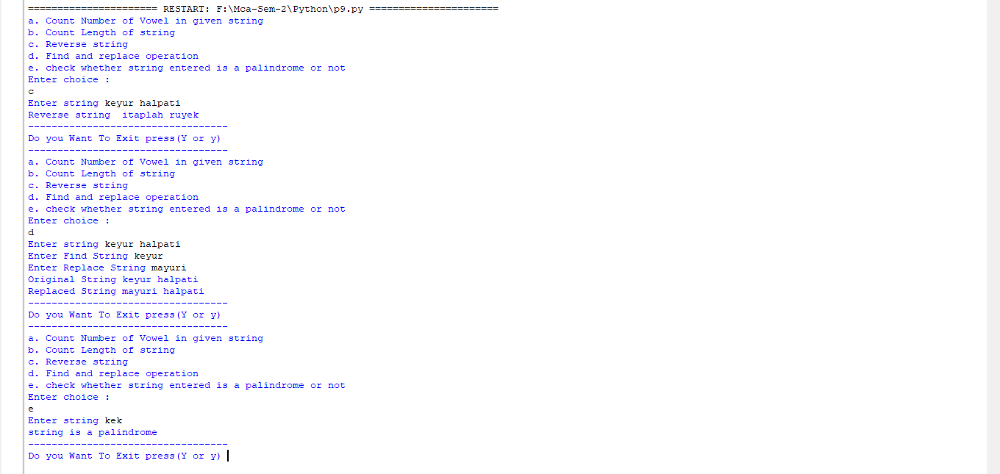 ====================== RESTART: F:\Mca-Sem-2\Python\p9.py ======================
a. Count Number of Vowel in given string
b. Count Length of string
c. Reverse string
d. Find and replace operation
e. check whether string entered is a palindrome or not
Enter choice :
c
Enter string keyur halpati
Reverse string  itaplah ruyek
----------------------------------
Do you Want To Exit press(Y or y)
----------------------------------
a. Count Number of Vowel in given string
b. Count Length of string
c. Reverse string
d. Find and replace operation
e. check whether string entered is a palindrome or not
Enter choice :
d
Enter string keyur halpati
Enter Find String keyur
Enter Replace String mayuri
Original String keyur halpati
Replaced String mayuri halpati
----------------------------------
Do you Want To Exit press(Y or y)
----------------------------------
a. Count Number of Vowel in given string
b. Count Length of string
c. Reverse string
d. Find and replace operation
e. check whether string entered is a palindrome or not
Enter choice :
e
Enter string kek
string is a palindrome
----------------------------------
Do you Want To Exit press(Y or y)